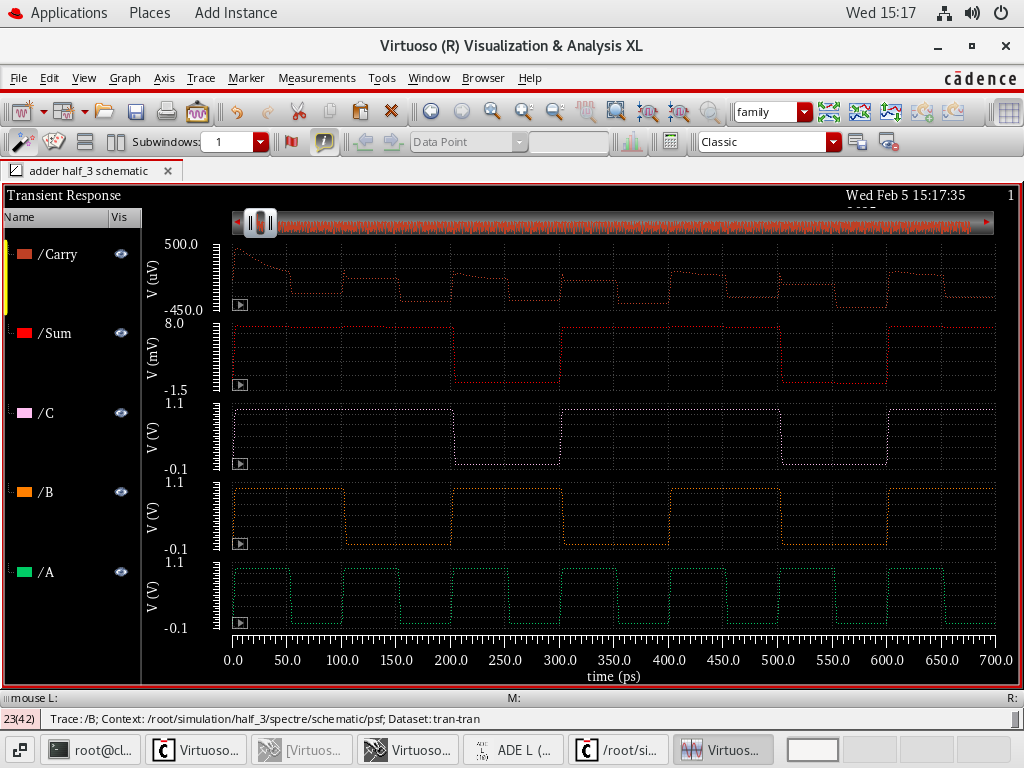 Applications Places Add Instance Wed 15:17
Virtuoso (R) Visualization & Analysis XL
File Edit View Graph Axis Trace Marker Measurements Tools Window Browser Help cādence
family
Subwindows: 1 Data Point Classic
adder half_3 schematic
Transient Response Wed Feb 5 15:17:35 1
Name Vis
/Carry
500.0
V (uV)
-450.0
/Sum
8.0
V (mV)
-1.5
/C
1.1
V (V)
-0.1
/B
1.1
V (V)
-0.1
/A
1.1
V (V)
-0.1
0.0 50.0 100.0 150.0 200.0 250.0 300.0 350.0 400.0 450.0 500.0 550.0 600.0 650.0 700.0
time (ps)
mouse L: M: R:
23(42) Trace: /B; Context: /root/simulation/half_3/spectre/schematic/psf; Dataset: tran-tran
root@cl... Virtuoso... [Virtuos... Virtuoso... ADE L (... /root/si... Virtuos...